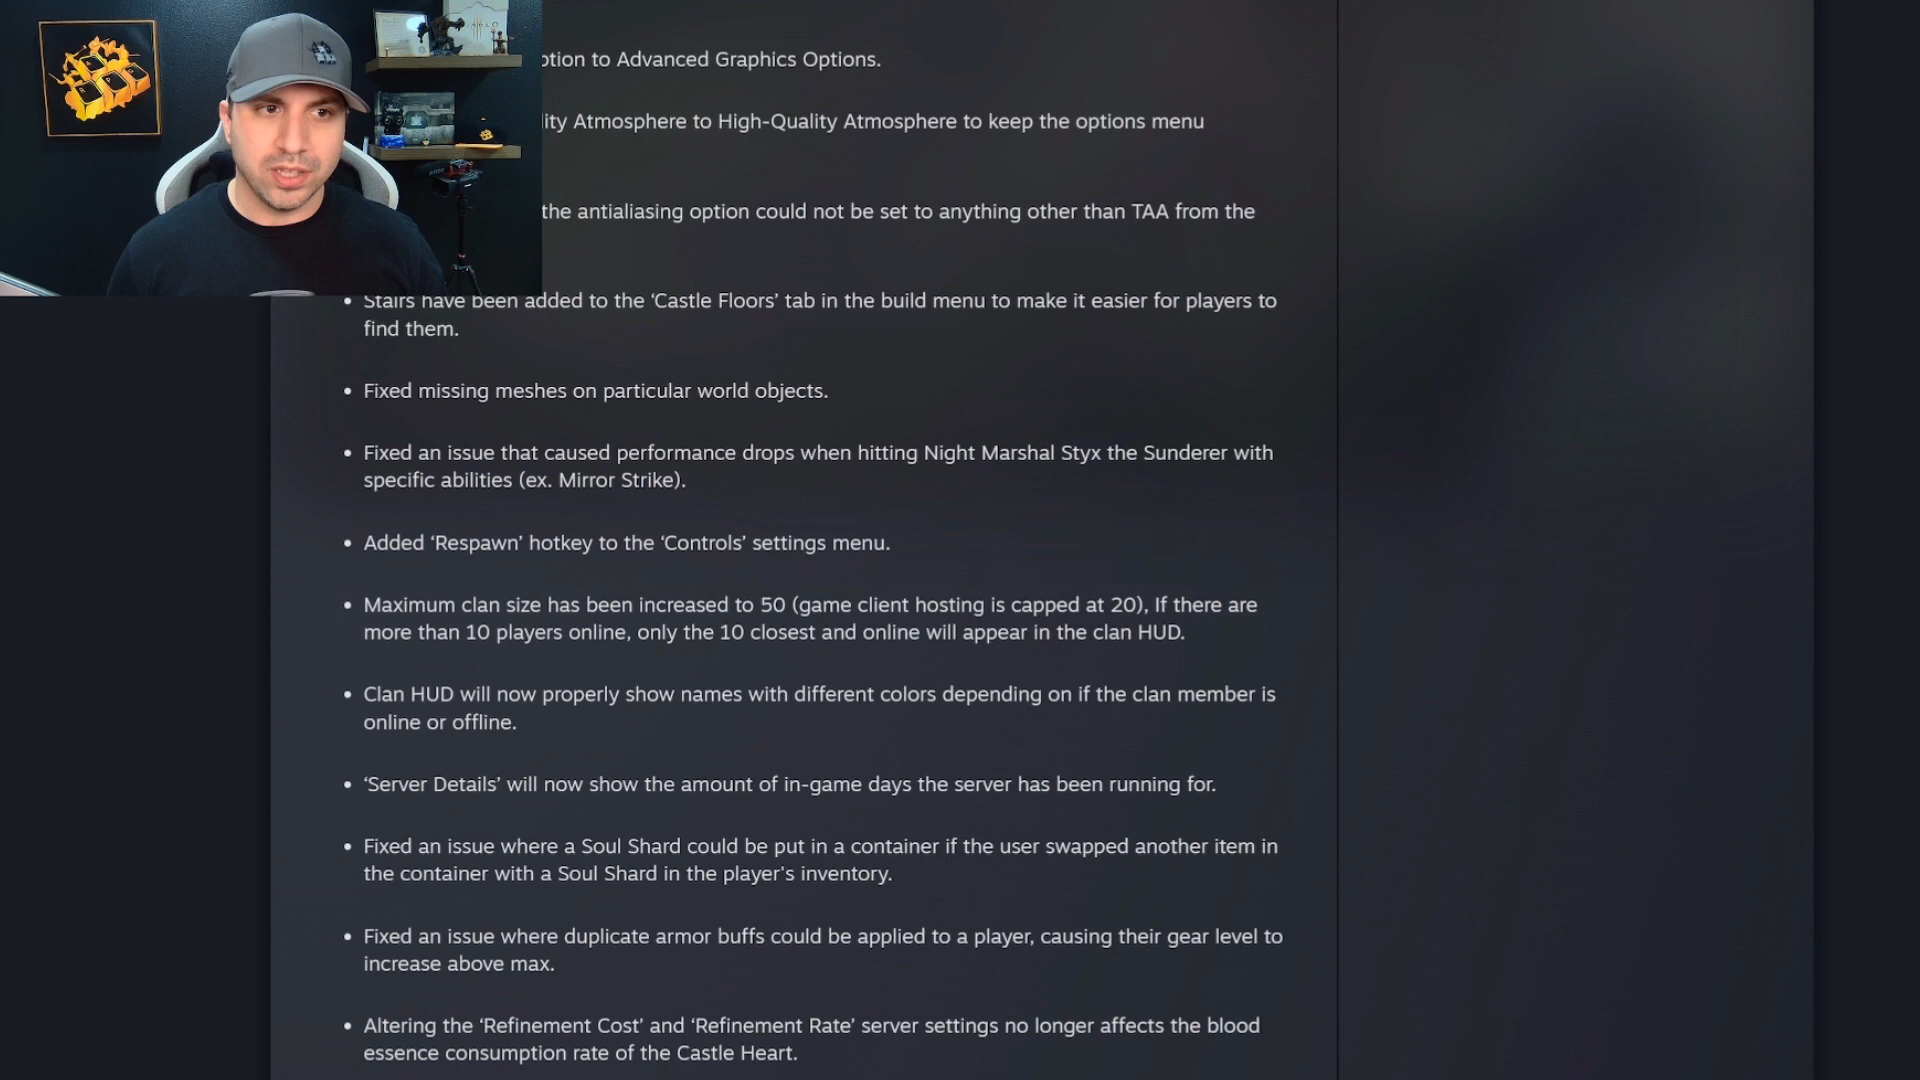 ption to Advanced Graphics Options.
lity Atmosphere to High-Quality Atmosphere to keep the options menu
the antialiasing option could not be set to anything other than TAA from the
• Stairs have been added to the ‘Castle Floors’ tab in the build menu to make it easier for players to
find them.
• Fixed missing meshes on particular world objects.
• Fixed an issue that caused performance drops when hitting Night Marshal Styx the Sunderer with
specific abilities (ex. Mirror Strike).
• Added ‘Respawn’ hotkey to the ‘Controls’ settings menu.
• Maximum clan size has been increased to 50 (game client hosting is capped at 20), If there are
more than 10 players online, only the 10 closest and online will appear in the clan HUD.
• Clan HUD will now properly show names with different colors depending on if the clan member is
online or offline.
• ‘Server Details’ will now show the amount of in-game days the server has been running for.
• Fixed an issue where a Soul Shard could be put in a container if the user swapped another item in
the container with a Soul Shard in the player's inventory.
• Fixed an issue where duplicate armor buffs could be applied to a player, causing their gear level to
increase above max.
• Altering the ‘Refinement Cost’ and ‘Refinement Rate’ server settings no longer affects the blood
essence consumption rate of the Castle Heart.